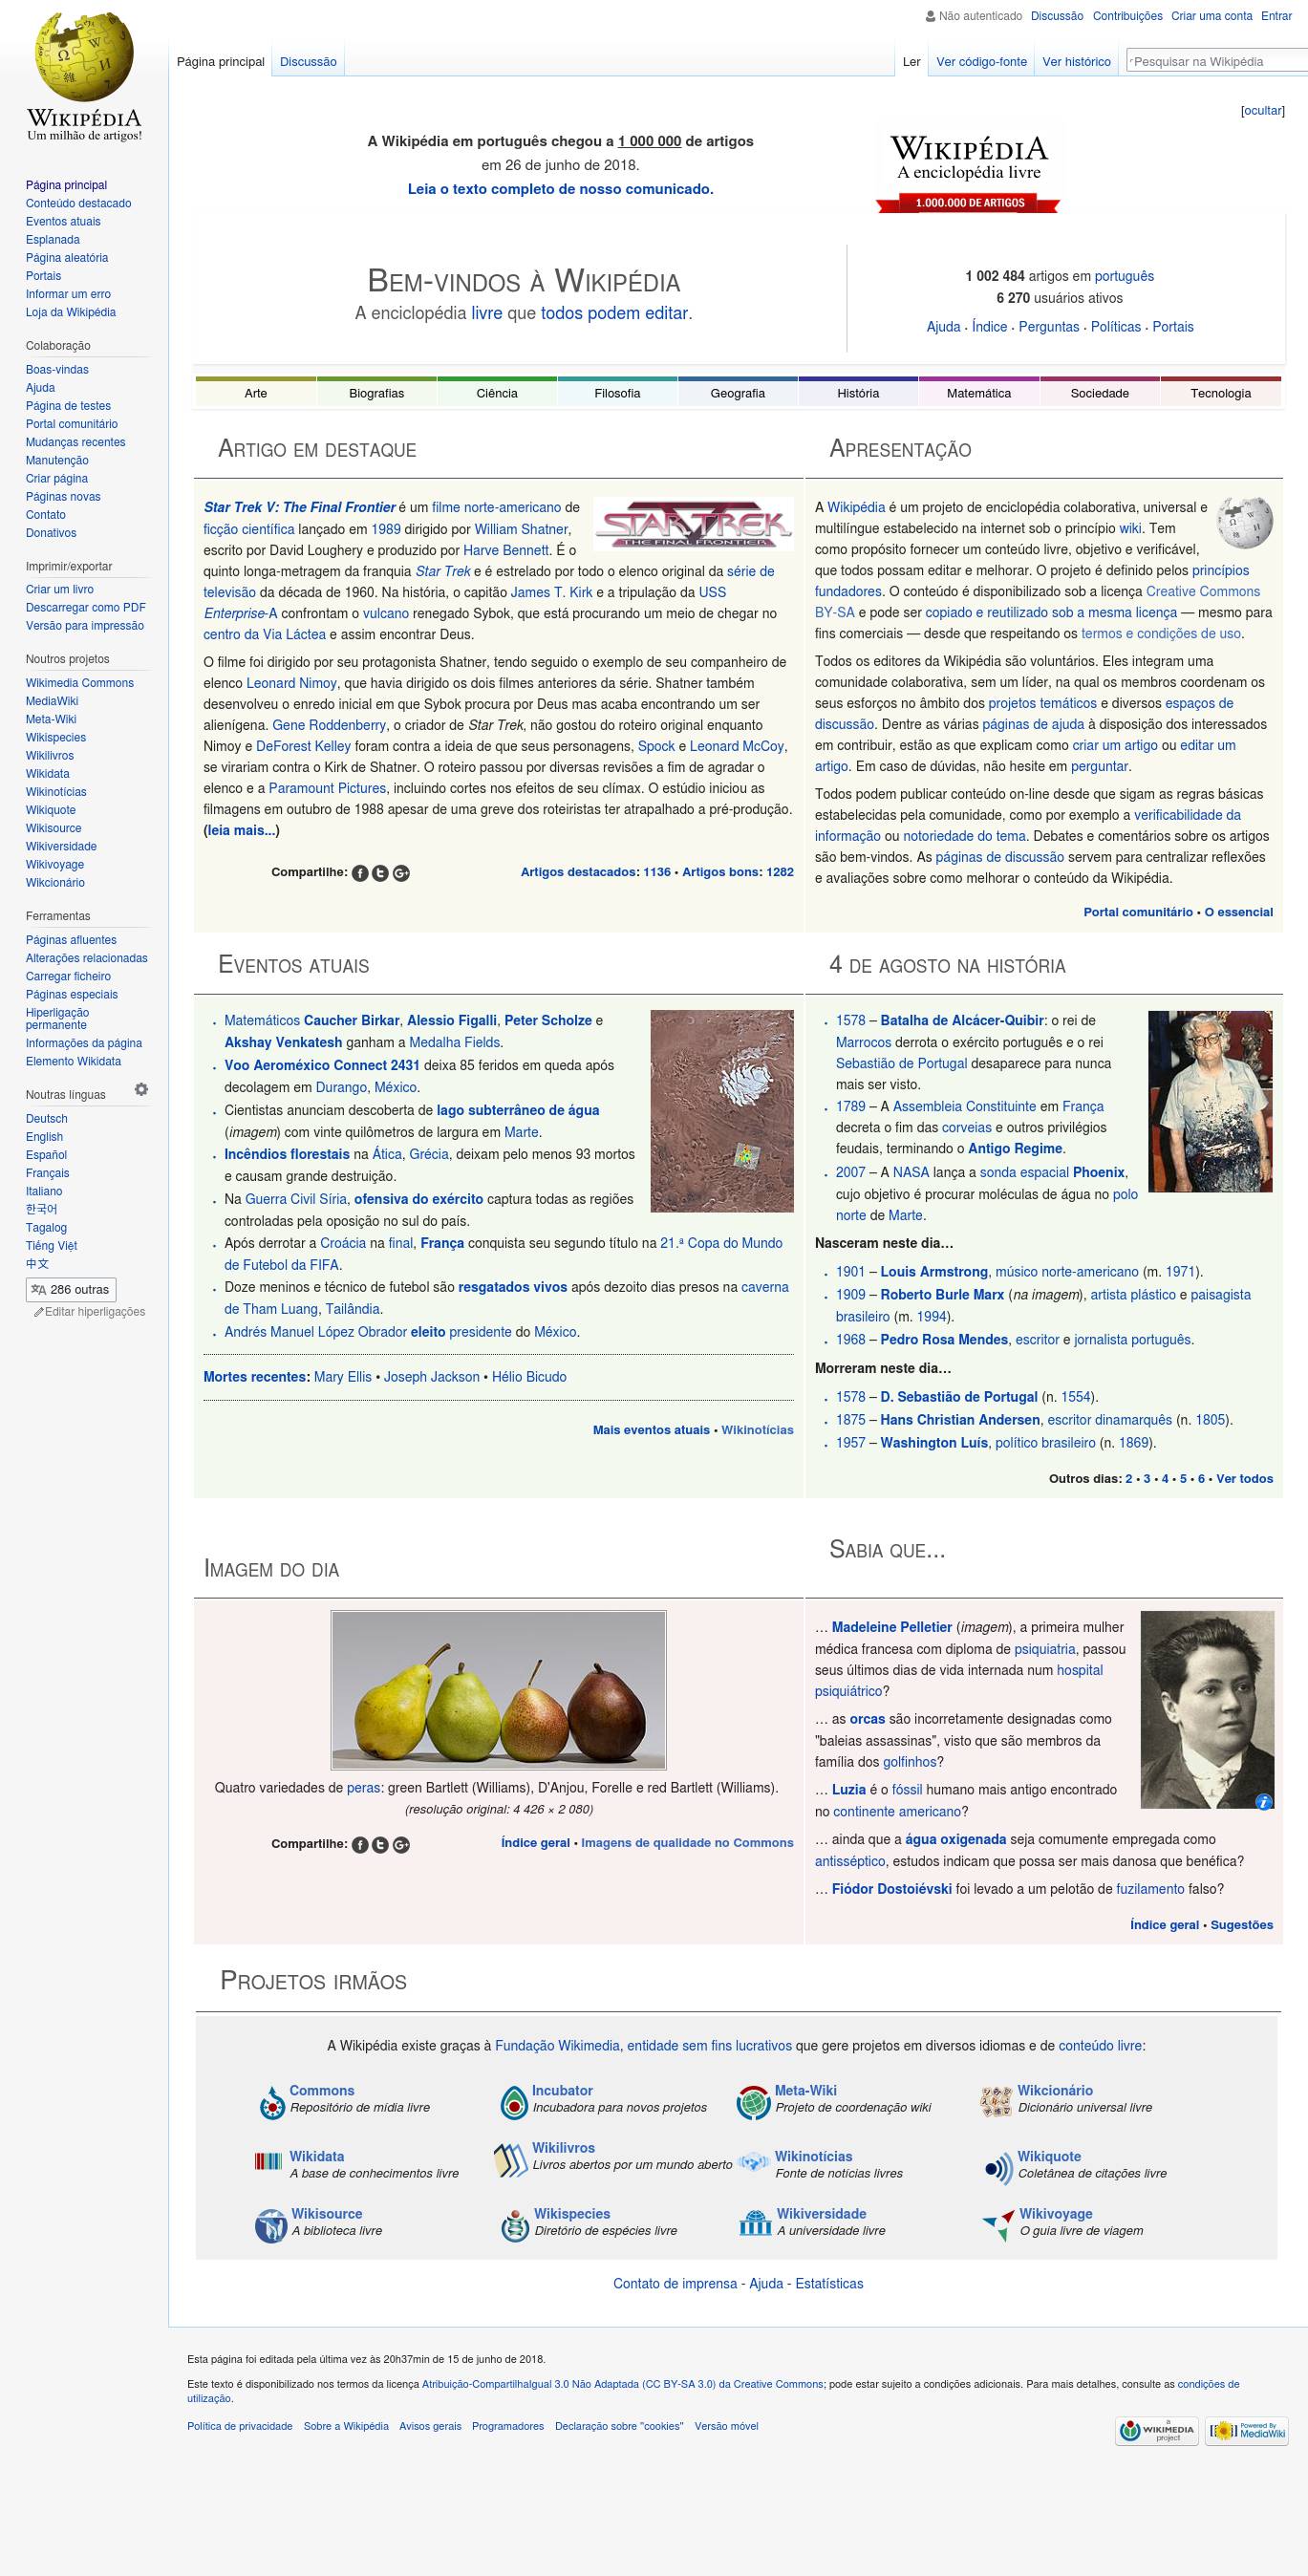 Não autenticado Discussão Contribuições Criar uma conta Entrar
Página principal Discussão Ler Ver código-fonte Ver histórico Pesquisar na Wikipédia
WIKIPÉDIA
Um milhão de artigos!
Página principal
Conteúdo destacado
Eventos atuais
Esplanada
Página aleatória
Portais
Informar um erro
Loja da Wikipédia
Colaboração
Boas-vindas
Ajuda
Página de testes
Portal comunitário
Mudanças recentes
Manutenção
Criar página
Páginas novas
Contato
Donativos
Imprimir/exportar
Criar um livro
Descarregar como PDF
Versão para impressão
Noutros projetos
Wikimedia Commons
MediaWiki
Meta-Wiki
Wikispecies
Wikilivros
Wikidata
Wikinotícias
Wikiquote
Wikisource
Wikiversidade
Wikivoyage
Wikcionário
Ferramentas
Páginas afluentes
Alterações relacionadas
Carregar ficheiro
Páginas especiais
Hiperligação
permanente
Informações da página
Elemento Wikidata
Noutras línguas
Deutsch
English
Español
Français
Italiano
한국어
Tagalog
Tiếng Việt
中文
286 outras
Editar hiperligações
[ocultar]
A Wikipédia em português chegou a 1 000 000 de artigos
em 26 de junho de 2018.
Leia o texto completo de nosso comunicado.
WIKIPÉDIA
A enciclopédia livre
1.000.000 DE ARTIGOS
Bem-vindos à Wikipédia
A enciclopédia livre que todos podem editar.
1 002 484 artigos em português
6 270 usuários ativos
Ajuda · Índice · Perguntas · Políticas · Portais
Arte Biografias Ciência Filosofia Geografia História Matemática Sociedade Tecnologia
Artigo em destaque
Star Trek V: The Final Frontier é um filme norte-americano de
ficção científica lançado em 1989 dirigido por William Shatner,
escrito por David Loughery e produzido por Harve Bennett. É o
quinto longa-metragem da franquia Star Trek e é estrelado por todo o elenco original da série de
televisão da década de 1960. Na história, o capitão James T. Kirk e a tripulação da USS
Enterprise-A confrontam o vulcano renegado Sybok, que está procurando um meio de chegar no
centro da Via Láctea e assim encontrar Deus.
STAR TREK V
THE FINAL FRONTIER
O filme foi dirigido por seu protagonista Shatner, tendo seguido o exemplo de seu companheiro de
elenco Leonard Nimoy, que havia dirigido os dois filmes anteriores da série. Shatner também
desenvolveu o enredo inicial em que Sybok procura por Deus mas acaba encontrando um ser
alienígena. Gene Roddenberry, o criador de Star Trek, não gostou do roteiro original enquanto
Nimoy e DeForest Kelley foram contra a ideia de que seus personagens, Spock e Leonard McCoy,
se virariam contra o Kirk de Shatner. O roteiro passou por diversas revisões a fim de agradar o
elenco e a Paramount Pictures, incluindo cortes nos efeitos de seu clímax. O estúdio iniciou as
filmagens em outubro de 1988 apesar de uma greve dos roteiristas ter atrapalhado a pré-produção.
(leia mais...)
Compartilhe: Artigos destacados: 1136 • Artigos bons: 1282
Apresentação
A Wikipédia é um projeto de enciclopédia colaborativa, universal e
multilíngue estabelecido na internet sob o princípio wiki. Tem
como propósito fornecer um conteúdo livre, objetivo e verificável,
que todos possam editar e melhorar. O projeto é definido pelos princípios
fundadores. O conteúdo é disponibilizado sob a licença Creative Commons
BY-SA e pode ser copiado e reutilizado sob a mesma licença — mesmo para
fins comerciais — desde que respeitando os termos e condições de uso.
Todos os editores da Wikipédia são voluntários. Eles integram uma
comunidade colaborativa, sem um líder, na qual os membros coordenam os
seus esforços no âmbito dos projetos temáticos e diversos espaços de
discussão. Dentre as várias páginas de ajuda à disposição dos interessados
em contribuir, estão as que explicam como criar um artigo ou editar um
artigo. Em caso de dúvidas, não hesite em perguntar.
Todos podem publicar conteúdo on-line desde que sigam as regras básicas
estabelecidas pela comunidade, como por exemplo a verificabilidade da
informação ou notoriedade do tema. Debates e comentários sobre os artigos
são bem-vindos. As páginas de discussão servem para centralizar reflexões
e avaliações sobre como melhorar o conteúdo da Wikipédia.
Portal comunitário • O essencial
Eventos atuais
Matemáticos Caucher Birkar, Alessio Figalli, Peter Scholze e
Akshay Venkatesh ganham a Medalha Fields.
Voo Aeroméxico Connect 2431 deixa 85 feridos em queda após
decolagem em Durango, México.
Cientistas anunciam descoberta de lago subterrâneo de água
(imagem) com vinte quilômetros de largura em Marte.
Incêndios florestais na Ática, Grécia, deixam pelo menos 93 mortos
e causam grande destruição.
Na Guerra Civil Síria, ofensiva do exército captura todas as regiões
controladas pela oposição no sul do país.
Após derrotar a Croácia na final, França conquista seu segundo título na 21.ª Copa do Mundo
de Futebol da FIFA.
Doze meninos e técnico de futebol são resgatados vivos após dezoito dias presos na caverna
de Tham Luang, Tailândia.
Andrés Manuel López Obrador eleito presidente do México.
Mortes recentes: Mary Ellis • Joseph Jackson • Hélio Bicudo
Mais eventos atuais • Wikinotícias
4 de agosto na história
1578 – Batalha de Alcácer-Quibir: o rei de
Marrocos derrota o exército português e o rei
Sebastião de Portugal desaparece para nunca
mais ser visto.
1789 – A Assembleia Constituinte em França
decreta o fim das corveias e outros privilégios
feudais, terminando o Antigo Regime.
2007 – A NASA lança a sonda espacial Phoenix,
cujo objetivo é procurar moléculas de água no polo
norte de Marte.
Nasceram neste dia…
1901 – Louis Armstrong, músico norte-americano (m. 1971).
1909 – Roberto Burle Marx (na imagem), artista plástico e paisagista
brasileiro (m. 1994).
1968 – Pedro Rosa Mendes, escritor e jornalista português.
Morreram neste dia…
1578 – D. Sebastião de Portugal (n. 1554).
1875 – Hans Christian Andersen, escritor dinamarquês (n. 1805).
1957 – Washington Luís, político brasileiro (n. 1869).
Outros dias: 2 • 3 • 4 • 5 • 6 • Ver todos
Imagem do dia
Quatro variedades de peras: green Bartlett (Williams), D'Anjou, Forelle e red Bartlett (Williams).
(resolução original: 4 426 × 2 080)
Compartilhe: Índice geral • Imagens de qualidade no Commons
Sabia que...
… Madeleine Pelletier (imagem), a primeira mulher
médica francesa com diploma de psiquiatria, passou
seus últimos dias de vida internada num hospital
psiquiátrico?
… as orcas são incorretamente designadas como
"baleias assassinas", visto que são membros da
família dos golfinhos?
… Luzia é o fóssil humano mais antigo encontrado
no continente americano?
… ainda que a água oxigenada seja comumente empregada como
antisséptico, estudos indicam que possa ser mais danosa que benéfica?
… Fiódor Dostoiévski foi levado a um pelotão de fuzilamento falso?
Índice geral • Sugestões
Projetos irmãos
A Wikipédia existe graças à Fundação Wikimedia, entidade sem fins lucrativos que gere projetos em diversos idiomas e de conteúdo livre:
Commons Incubator Meta-Wiki Wikcionário
Repositório de mídia livre Incubadora para novos projetos Projeto de coordenação wiki Dicionário universal livre
Wikidata Wikilivros Wikinotícias Wikiquote
A base de conhecimentos livre Livros abertos por um mundo aberto Fonte de notícias livres Coletânea de citações livre
Wikisource Wikispecies Wikiversidade Wikivoyage
A biblioteca livre Diretório de espécies livre A universidade livre O guia livre de viagem
Contato de imprensa - Ajuda - Estatísticas
Esta página foi editada pela última vez às 20h37min de 15 de junho de 2018.
Este texto é disponibilizado nos termos da licença Atribuição-CompartilhaIgual 3.0 Não Adaptada (CC BY-SA 3.0) da Creative Commons; pode estar sujeito a condições adicionais. Para mais detalhes, consulte as condições de
utilização.
Política de privacidade Sobre a Wikipédia Avisos gerais Programadores Declaração sobre "cookies" Versão móvel
a
WIKIMEDIA
project
Powered By
MediaWiki